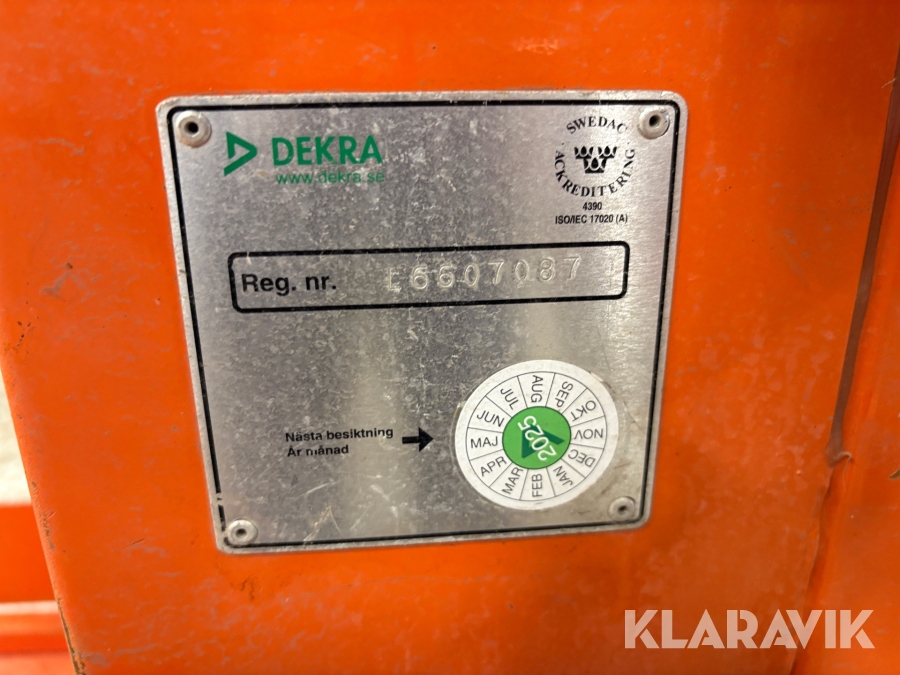 DEKRA
www.dekra.se
SWEDAC
ACKREDITERING
4390
ISO/IEC 17020 (A)
Reg. nr.
Nästa besiktning
År månad
JAN
FEB
MAR
APR
MAJ
JUN
JUL
AUG
SEP
OKT
NOV
DEC
2025
KLARAVIK